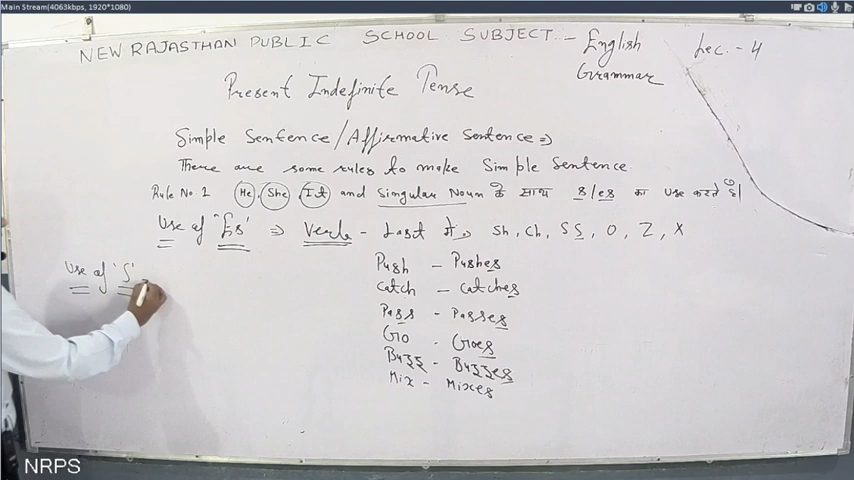 Main Stream(4063kbps, 1920*1080)
NEW RAJASTHAN PUBLIC SCHOOL SUBJECT - English Grammar Lec. - 4
Present Indefinite Tense
Simple Sentence/Affirmative Sentence ⇒
There are some rules to make Simple Sentence
Rule No. 1 He, She, It and Singular Noun के साथ s/es का use करते है।
Use of 'Es' ⇒ Verb - Last में, Sh, Ch, SS, O, Z, X
Push - Pushes
Catch - Catches
Pass - Passes
Go - Goes
Buzz - Buzzes
Mix - Mixes
Use of 'S'
NRPS